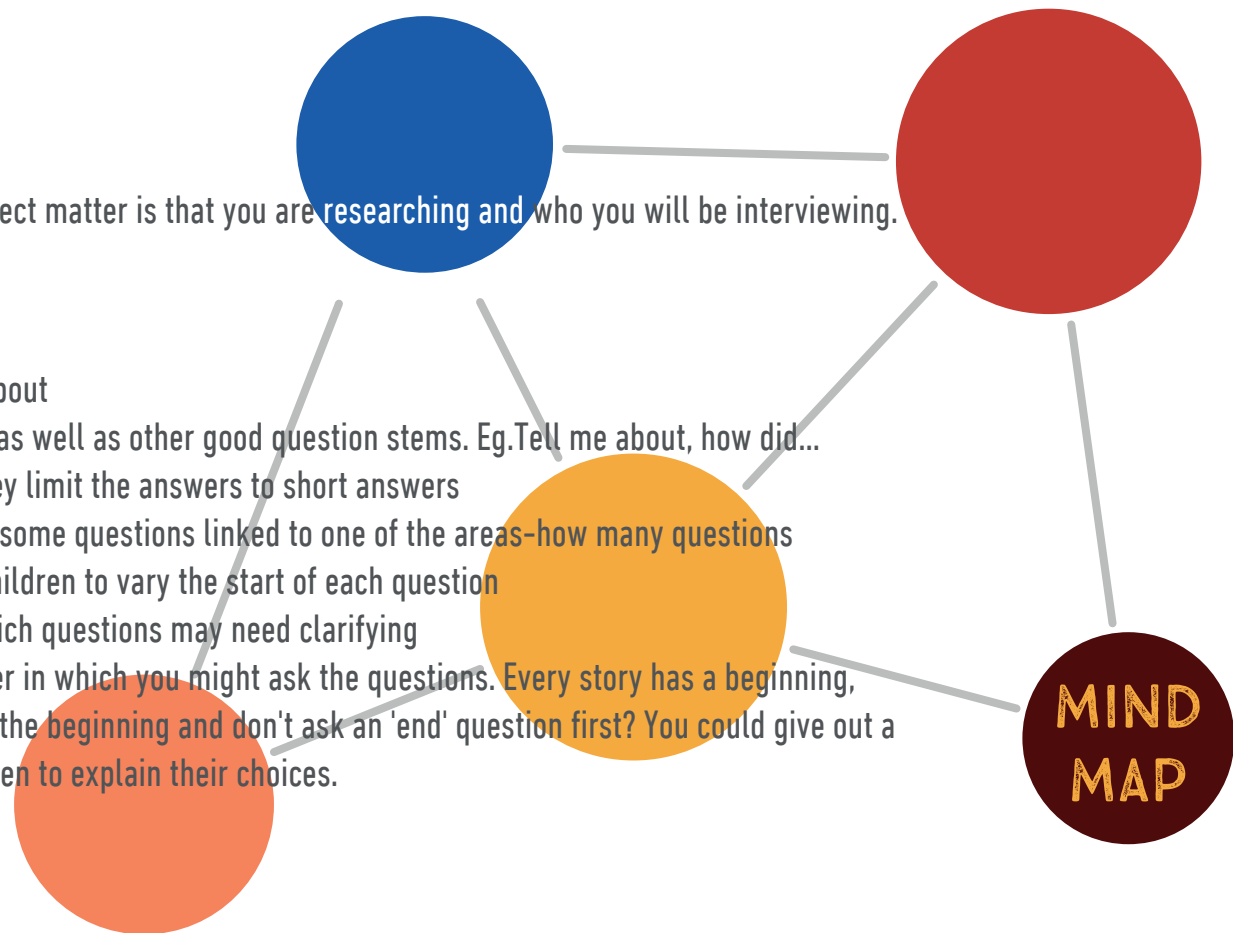 ect matter is that you are researching and who you will be interviewing.
bout
as well as other good question stems. Eg.Tell me about, how did...
ey limit the answers to short answers
some questions linked to one of the areas-how many questions
ildren to vary the start of each question
ich questions may need clarifying
er in which you might ask the questions. Every story has a beginning,
the beginning and don't ask an 'end' question first? You could give out a
en to explain their choices.
MIND
MAP